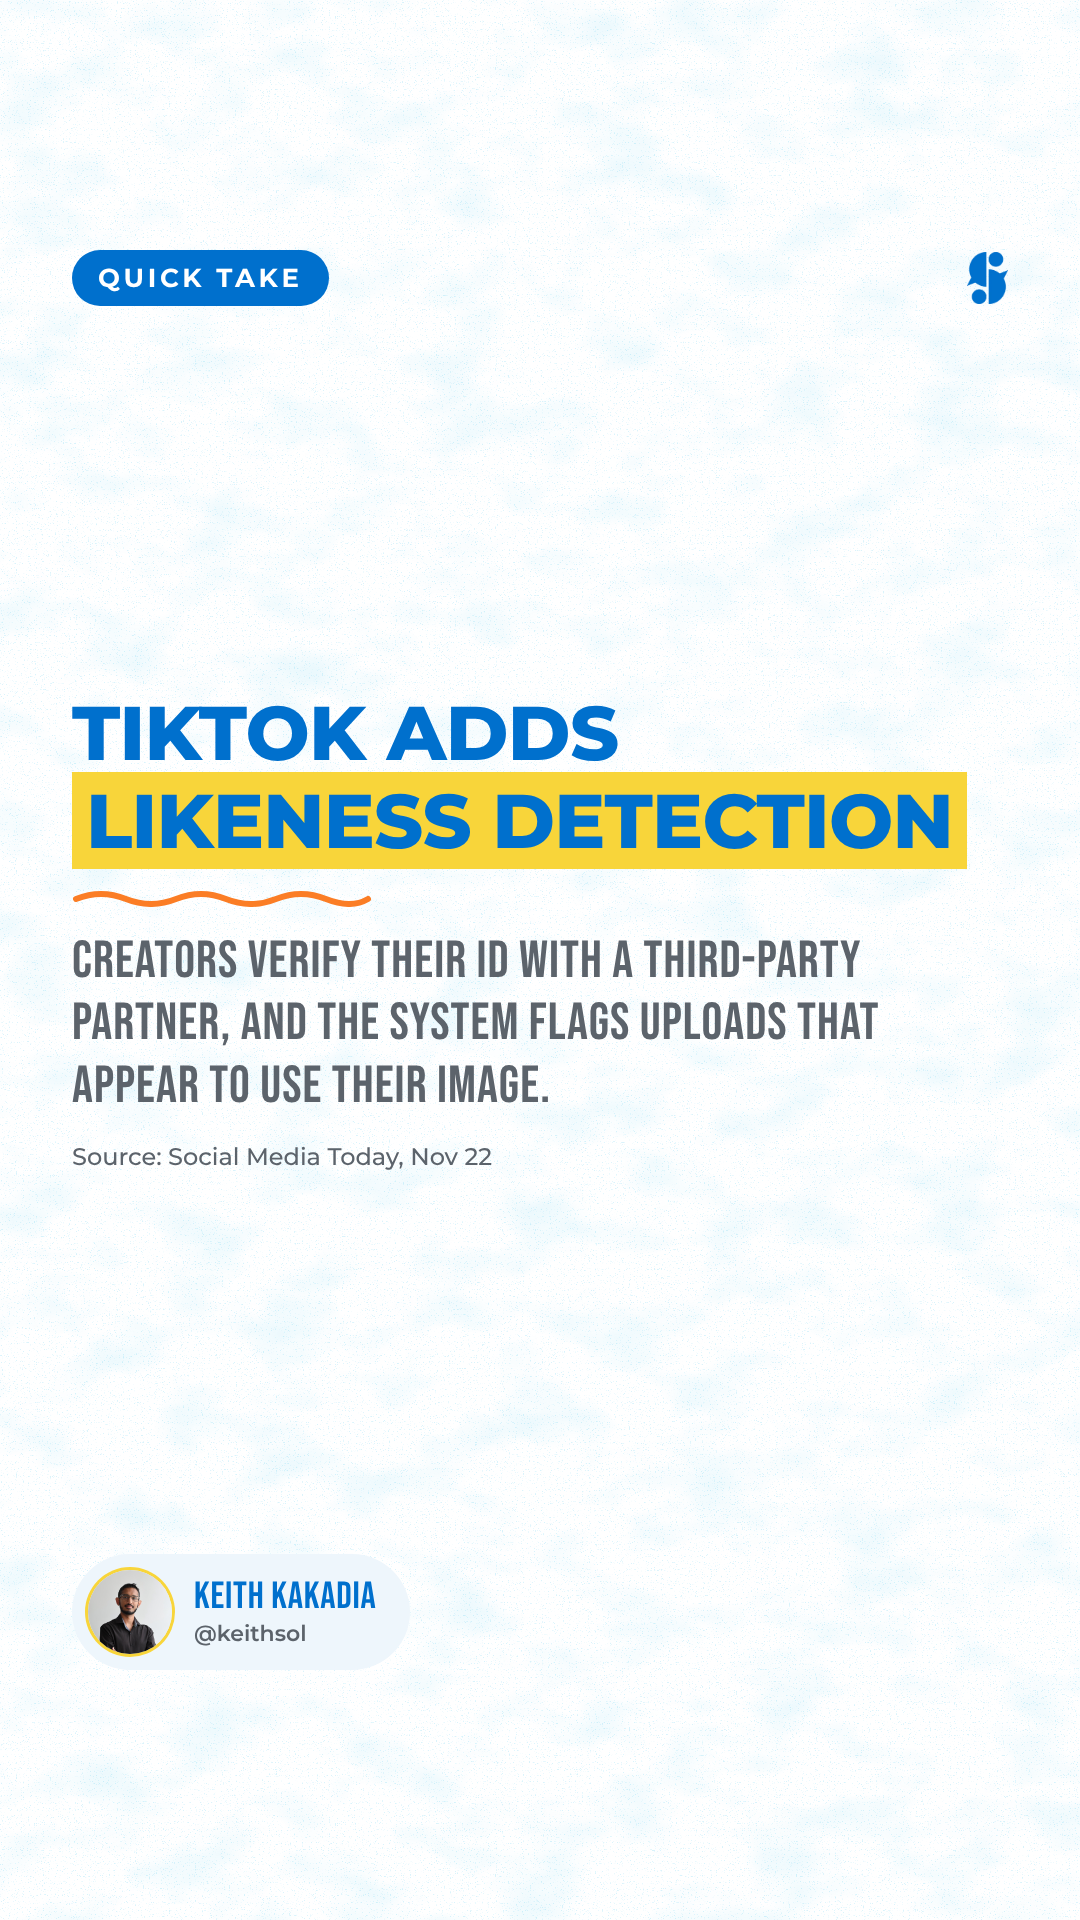 QUICK TAKE
TIKTOK ADDS
LIKENESS DETECTION
CREATORS VERIFY THEIR ID WITH A THIRD-PARTY
PARTNER, AND THE SYSTEM FLAGS UPLOADS THAT
APPEAR TO USE THEIR IMAGE.
Source: Social Media Today, Nov 22
KEITH KAKADIA
@keithsol